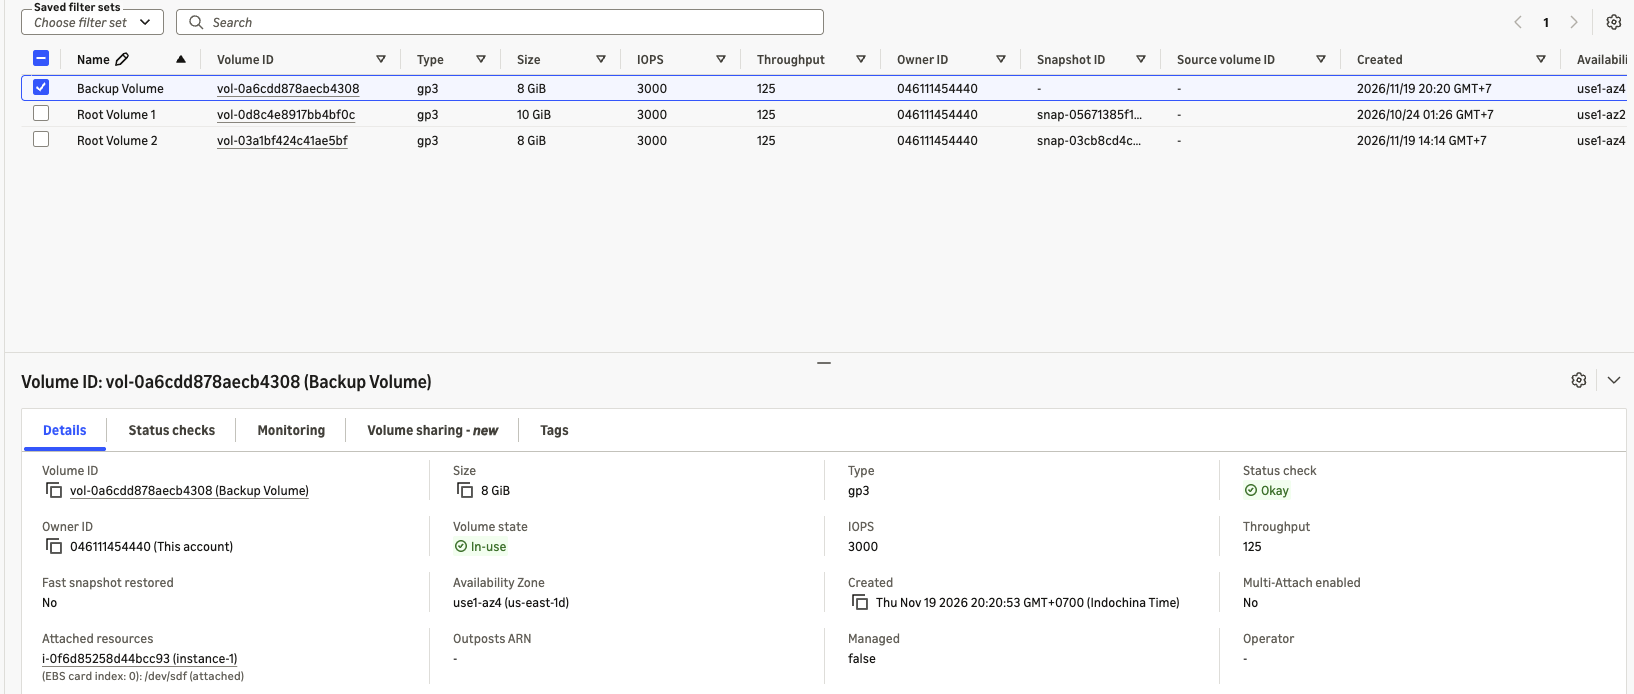 Saved filter sets
Choose filter set
Search
1
Name Volume ID Type Size IOPS Throughput Owner ID Snapshot ID Source volume ID Created Availabili
Backup Volume vol-0a6cdd878aecb4308 gp3 8 GiB 3000 125 046111454440 - - 2026/11/19 20:20 GMT+7 use1-az4
Root Volume 1 vol-0d8c4e8917bb4bf0c gp3 10 GiB 3000 125 046111454440 snap-05671385f1... - 2026/10/24 01:26 GMT+7 use1-az2
Root Volume 2 vol-03a1bf424c41ae5bf gp3 8 GiB 3000 125 046111454440 snap-03cb8cd4c... - 2026/11/19 14:14 GMT+7 use1-az4
Volume ID: vol-0a6cdd878aecb4308 (Backup Volume)
Details Status checks Monitoring Volume sharing - new Tags
Volume ID Size Type Status check
vol-0a6cdd878aecb4308 (Backup Volume) 8 GiB gp3 Okay
Owner ID Volume state IOPS Throughput
046111454440 (This account) In-use 3000 125
Fast snapshot restored Availability Zone Created Multi-Attach enabled
No use1-az4 (us-east-1d) Thu Nov 19 2026 20:20:53 GMT+0700 (Indochina Time) No
Attached resources Outposts ARN Managed Operator
i-0f6d85258d44bcc93 (instance-1) - false -
(EBS card index: 0): /dev/sdf (attached)